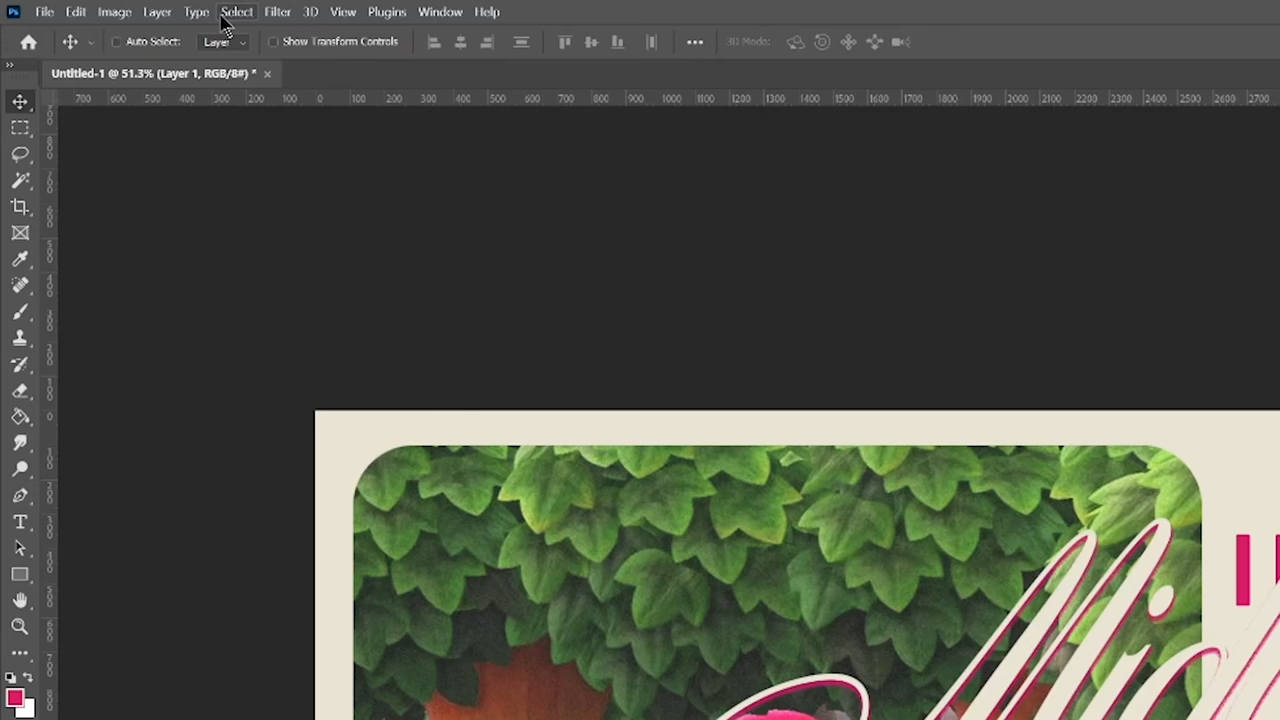 Ps File Edit Image Layer Type Select Filter 3D View Plugins Window Help
Auto-Select: Layer Show Transform Controls 3D Mode:
Untitled-1 @ 51.3% (Layer 1, RGB/8#) * ×
700 600 500 400 300 200 100 0 100 200 300 400 500 600 700 800 900 1000 1100 1200 1300 1400 1500 1600 1700 1800 1900 2000 2100 2200 2300 2400 2500 2600 2700